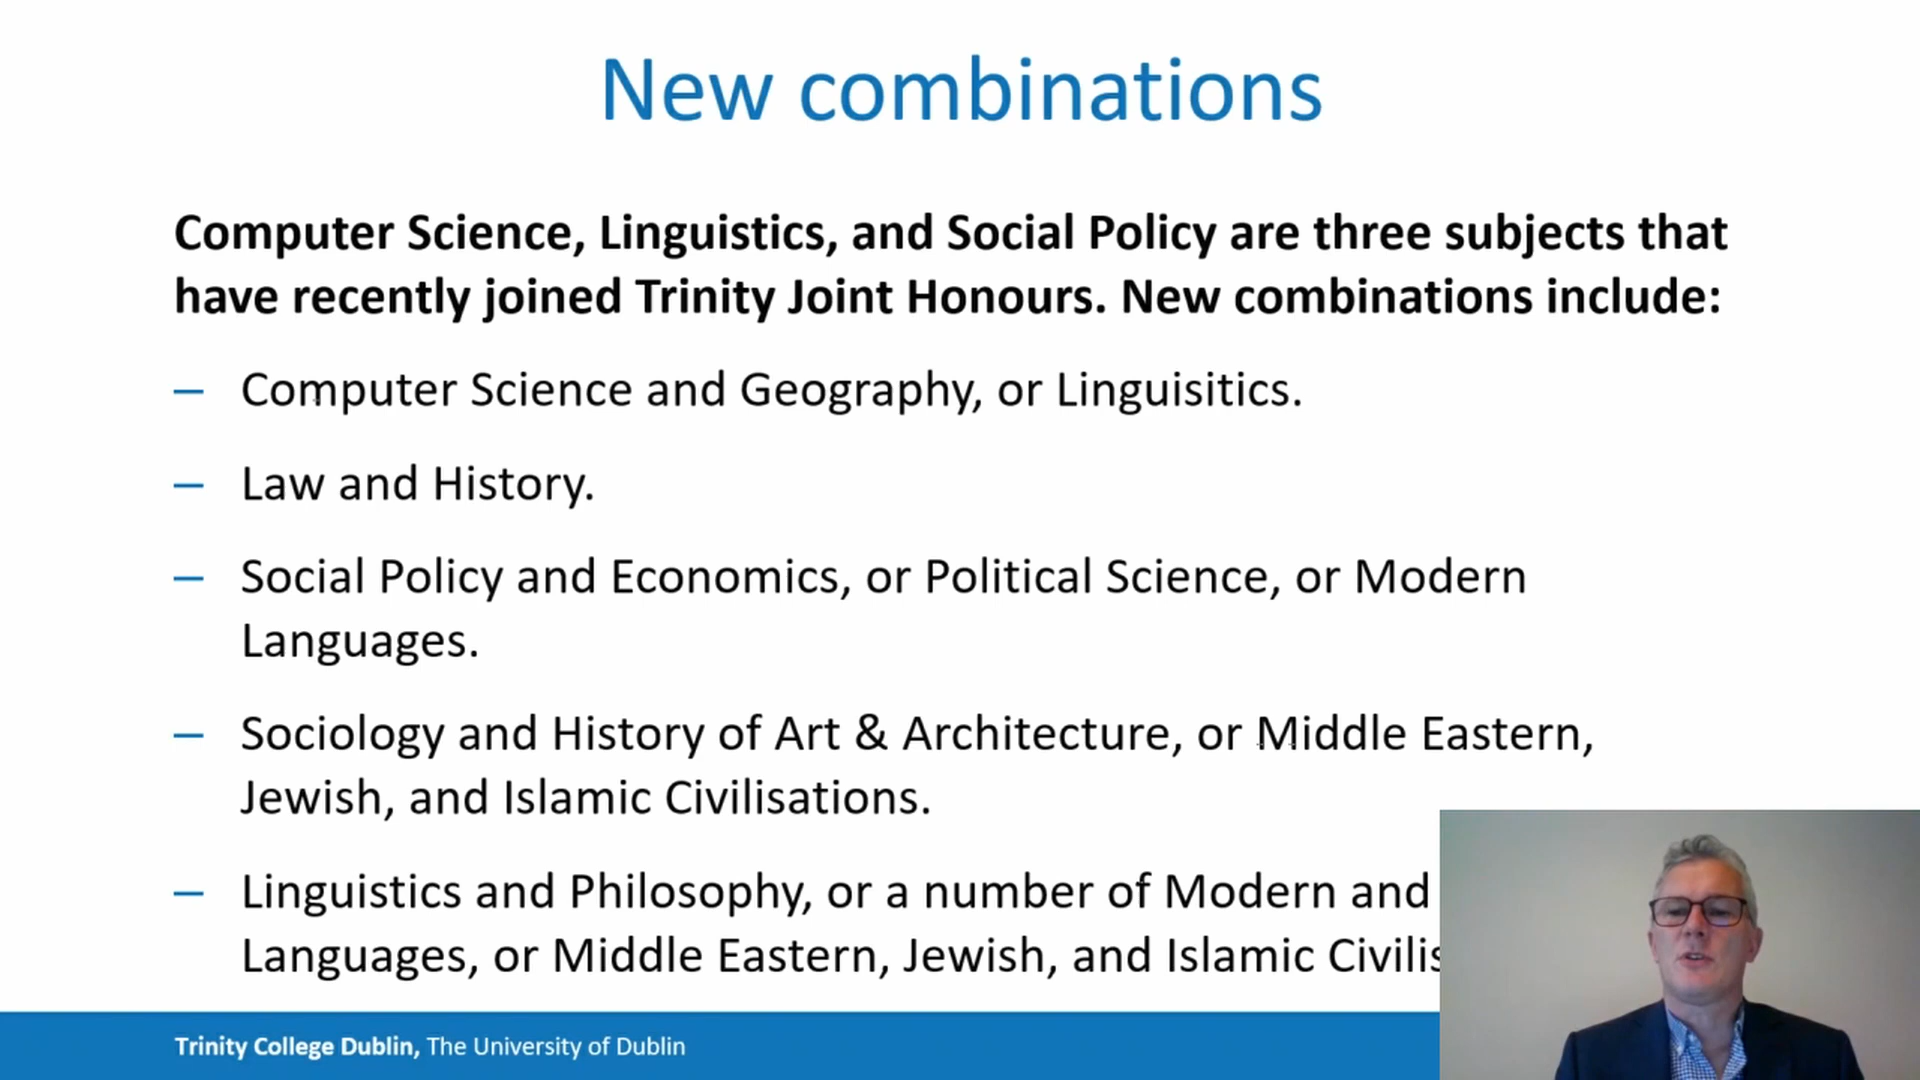 New combinations
Computer Science, Linguistics, and Social Policy are three subjects that
have recently joined Trinity Joint Honours. New combinations include:
– Computer Science and Geography, or Linguisitics.
– Law and History.
– Social Policy and Economics, or Political Science, or Modern
Languages.
– Sociology and History of Art & Architecture, or Middle Eastern,
Jewish, and Islamic Civilisations.
– Linguistics and Philosophy, or a number of Modern and
Languages, or Middle Eastern, Jewish, and Islamic
Trinity College Dublin, The University of Dublin